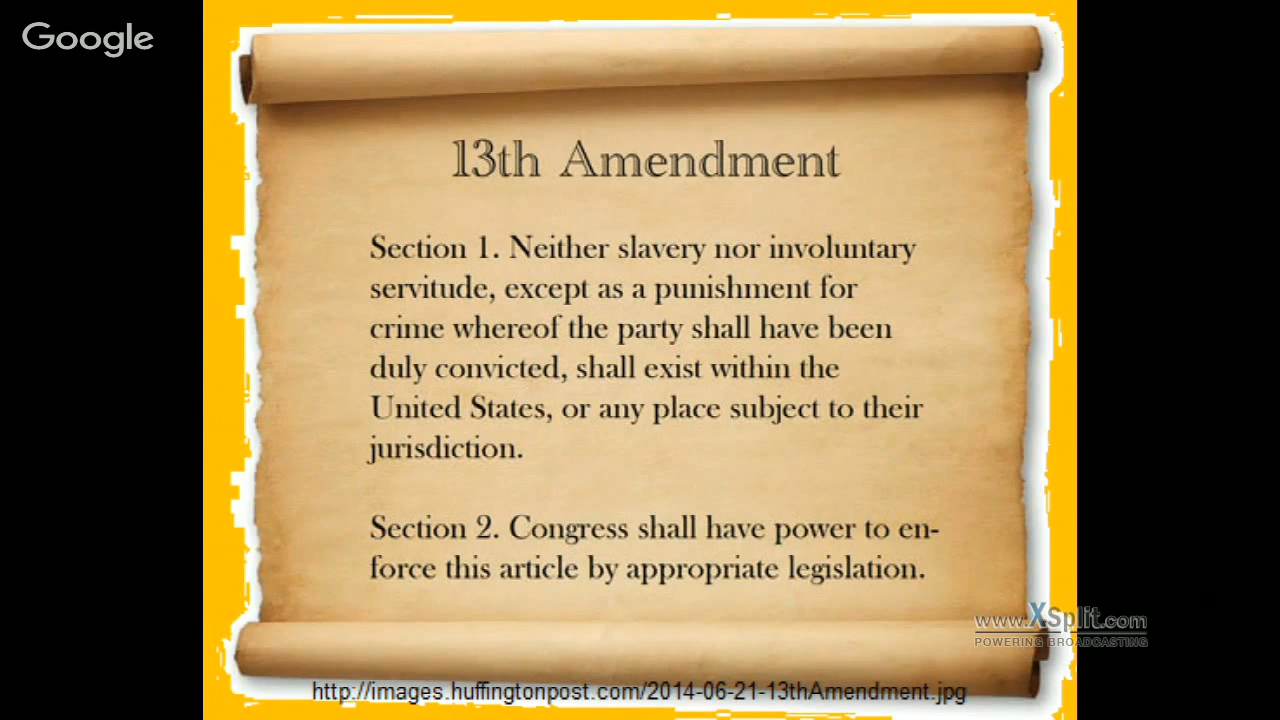 Google
13th Amendment
Section 1. Neither slavery nor involuntary
servitude, except as a punishment for
crime whereof the party shall have been
duly convicted, shall exist within the
United States, or any place subject to their
jurisdiction.
Section 2. Congress shall have power to en-
force this article by appropriate legislation.
www.XSplit.com
POWERING BROADCASTING
http://images.huffingtonpost.com/2014-06-21-13thAmendment.jpg